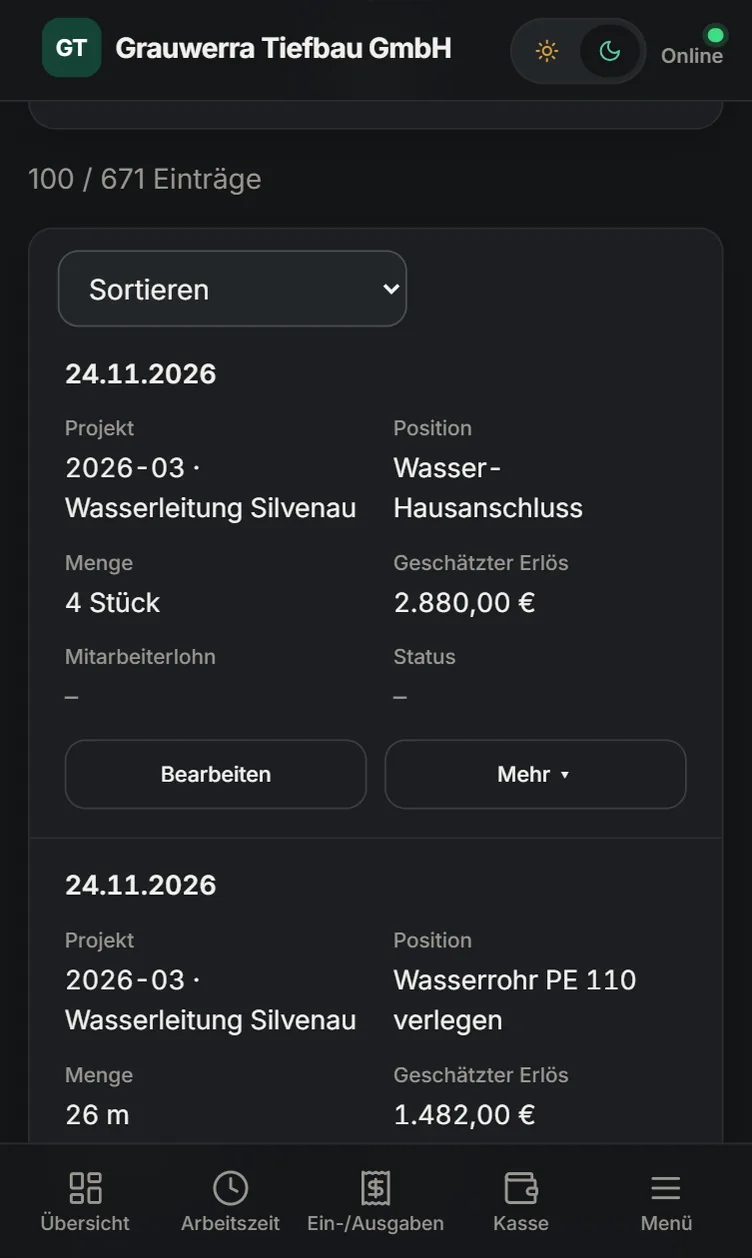 GT Grauwerra Tiefbau GmbH Online
100 / 671 Einträge
Sortieren
24.11.2026
Projekt Position
2026-03 · Wasser-
Wasserleitung Silvenau Hausanschluss
Menge Geschätzter Erlös
4 Stück 2.880,00 €
Mitarbeiterlohn Status
– –
Bearbeiten Mehr ▾
24.11.2026
Projekt Position
2026-03 · Wasserrohr PE 110
Wasserleitung Silvenau verlegen
Menge Geschätzter Erlös
26 m 1.482,00 €
Übersicht Arbeitszeit Ein-/Ausgaben Kasse Menü